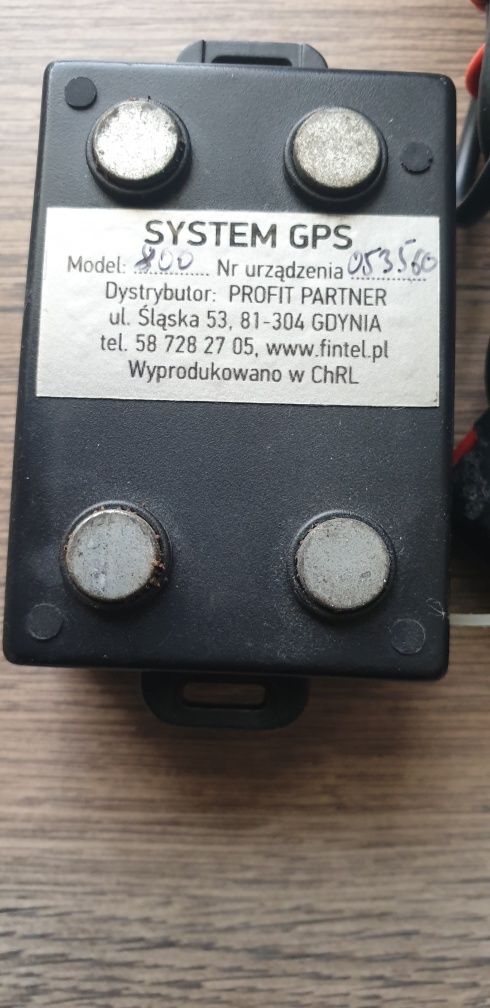 SYSTEM GPS
Model: 800 Nr urządzenia 053560
Dystrybutor: PROFIT PARTNER
ul. Śląska 53, 81-304 GDYNIA
tel. 58 728 27 05, www.fintel.pl
Wyprodukowano w ChRL